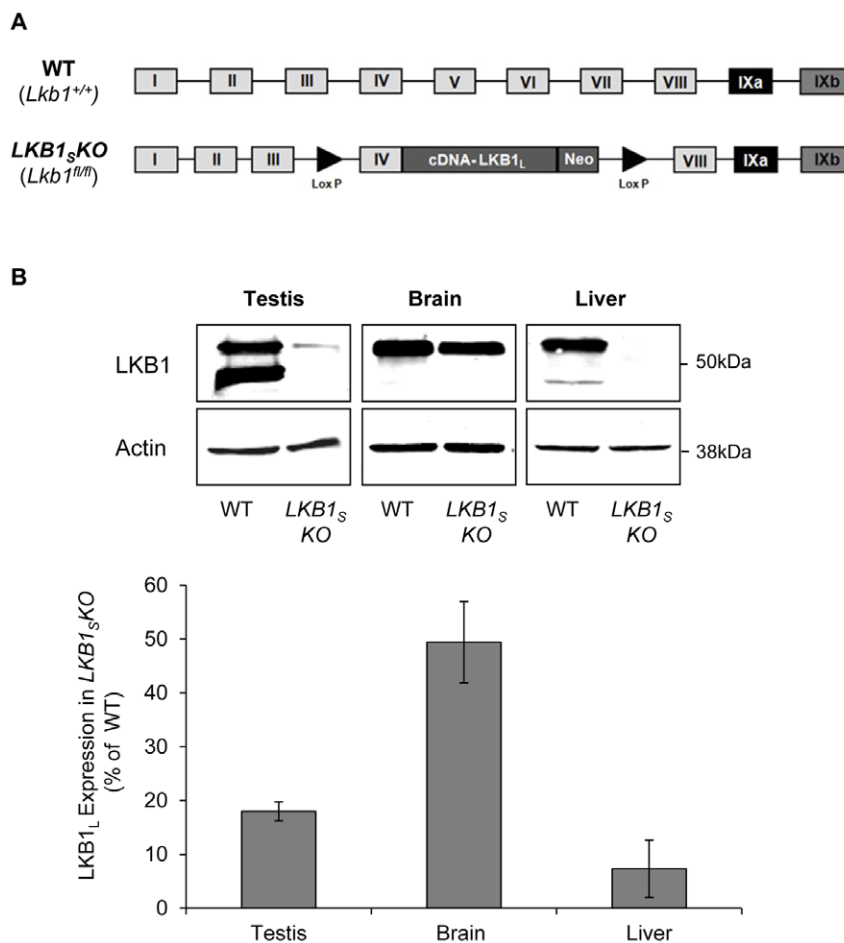 A
WT
(Lkb1+/+)
I II III IV V VI VII VIII IXa IXb
LKB1SKO
(Lkb1fl/fl)
I II III IV cDNA-LKB1L Neo VIII IXa IXb
Lox P Lox P
B
Testis Brain Liver
LKB1
50kDa
Actin
38kDa
WT LKB1S KO WT LKB1S KO WT LKB1S KO
LKB1L Expression in LKB1SKO
(% of WT)
60
50
40
30
20
10
0
Testis Brain Liver